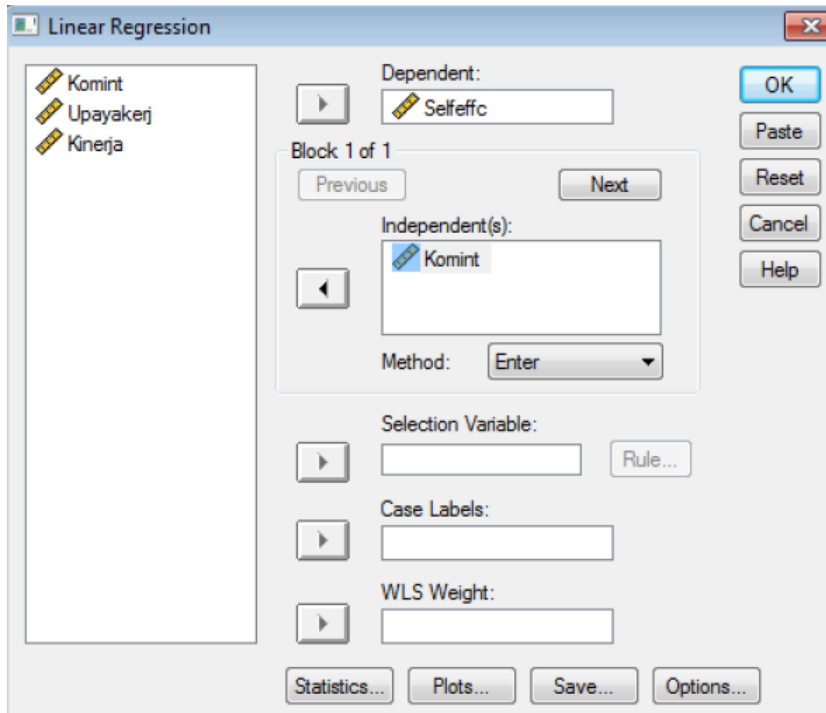 Linear Regression
Komint
Upayakerj
Kinerja
Dependent:
Selfeffc
Block 1 of 1
Previous
Next
Independent(s):
Komint
Method:
Enter
Selection Variable:
Rule...
Case Labels:
WLS Weight:
Statistics...
Plots...
Save...
Options...
OK
Paste
Reset
Cancel
Help